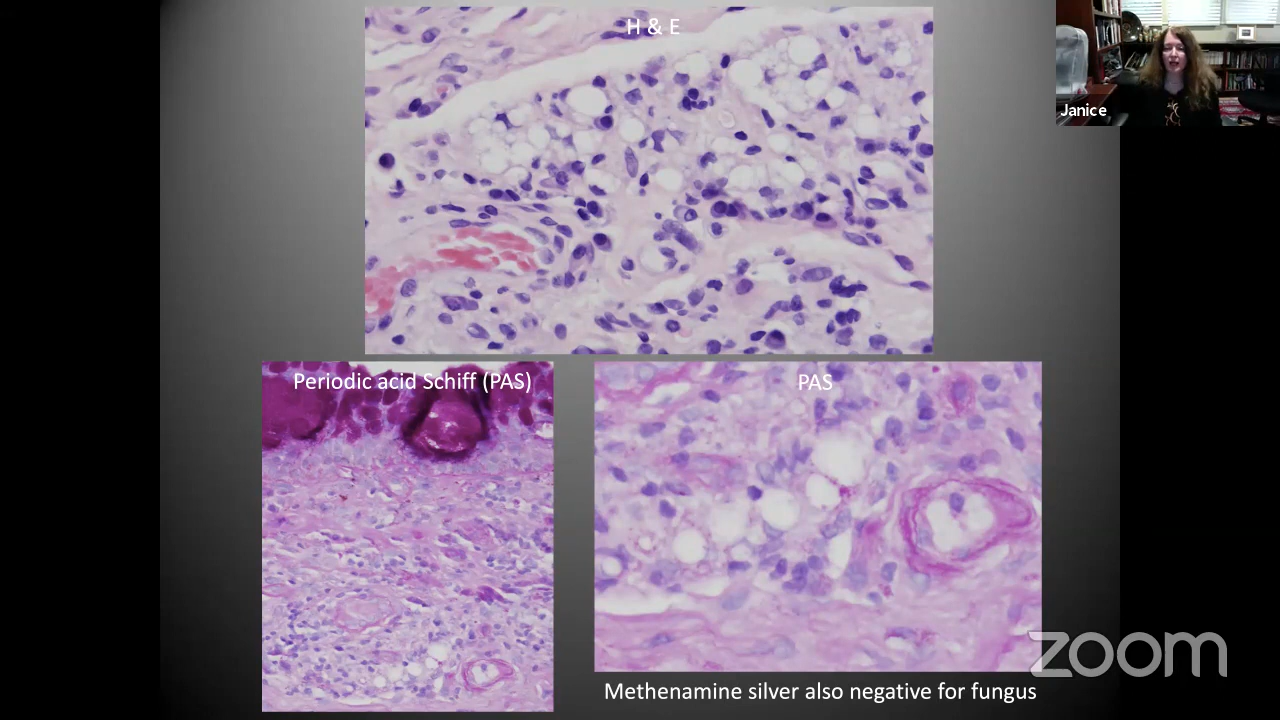 H & E
Janice
Periodic acid Schiff (PAS)
PAS
zoom
Methenamine silver also negative for fungus